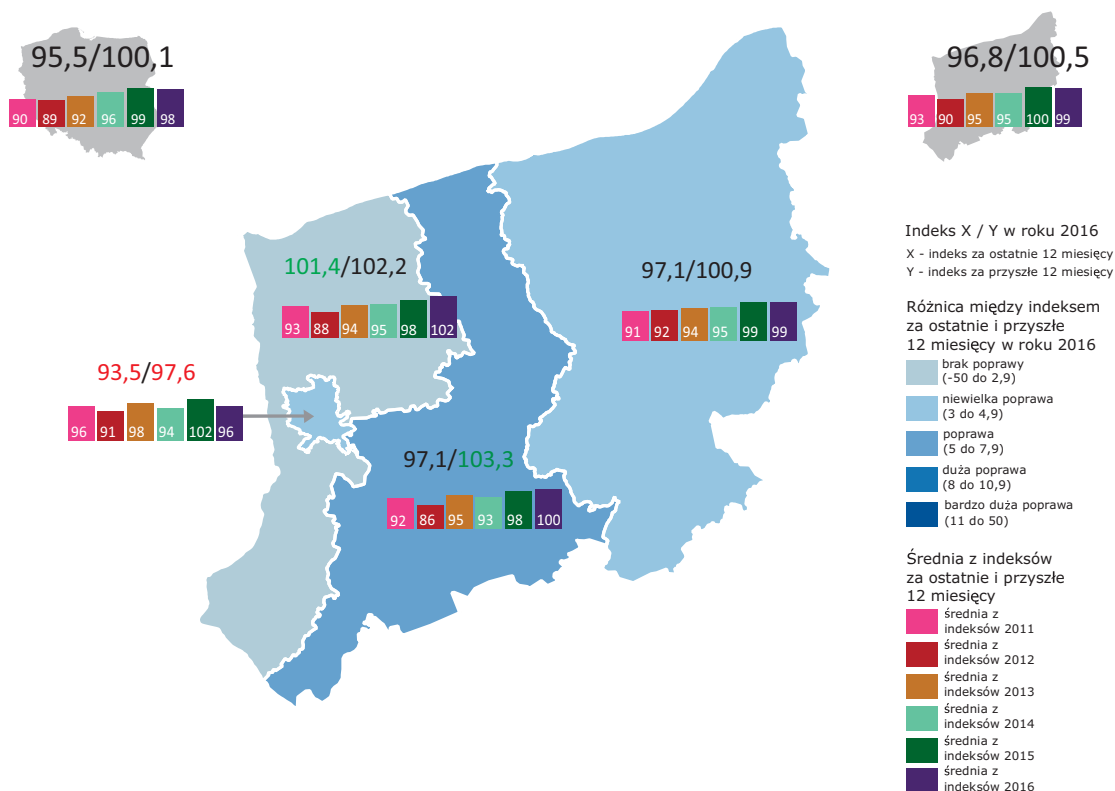 95,5/100,1
90 89 92 96 99 98
96,8/100,5
93 90 95 95 100 99
101,4/102,2
93 88 94 95 98 102
97,1/100,9
91 92 94 95 99 99
93,5/97,6
96 91 98 94 102 96
97,1/103,3
92 86 95 93 98 100
Indeks X / Y w roku 2016
X - indeks za ostatnie 12 miesięcy
Y - indeks za przyszłe 12 miesięcy
Różnica między indeksem
za ostatnie i przyszłe
12 miesięcy w roku 2016
brak poprawy
(-50 do 2,9)
niewielka poprawa
(3 do 4,9)
poprawa
(5 do 7,9)
duża poprawa
(8 do 10,9)
bardzo duża poprawa
(11 do 50)
Średnia z indeksów
za ostatnie i przyszłe
12 miesięcy
średnia z
indeksów 2011
średnia z
indeksów 2012
średnia z
indeksów 2013
średnia z
indeksów 2014
średnia z
indeksów 2015
średnia z
indeksów 2016